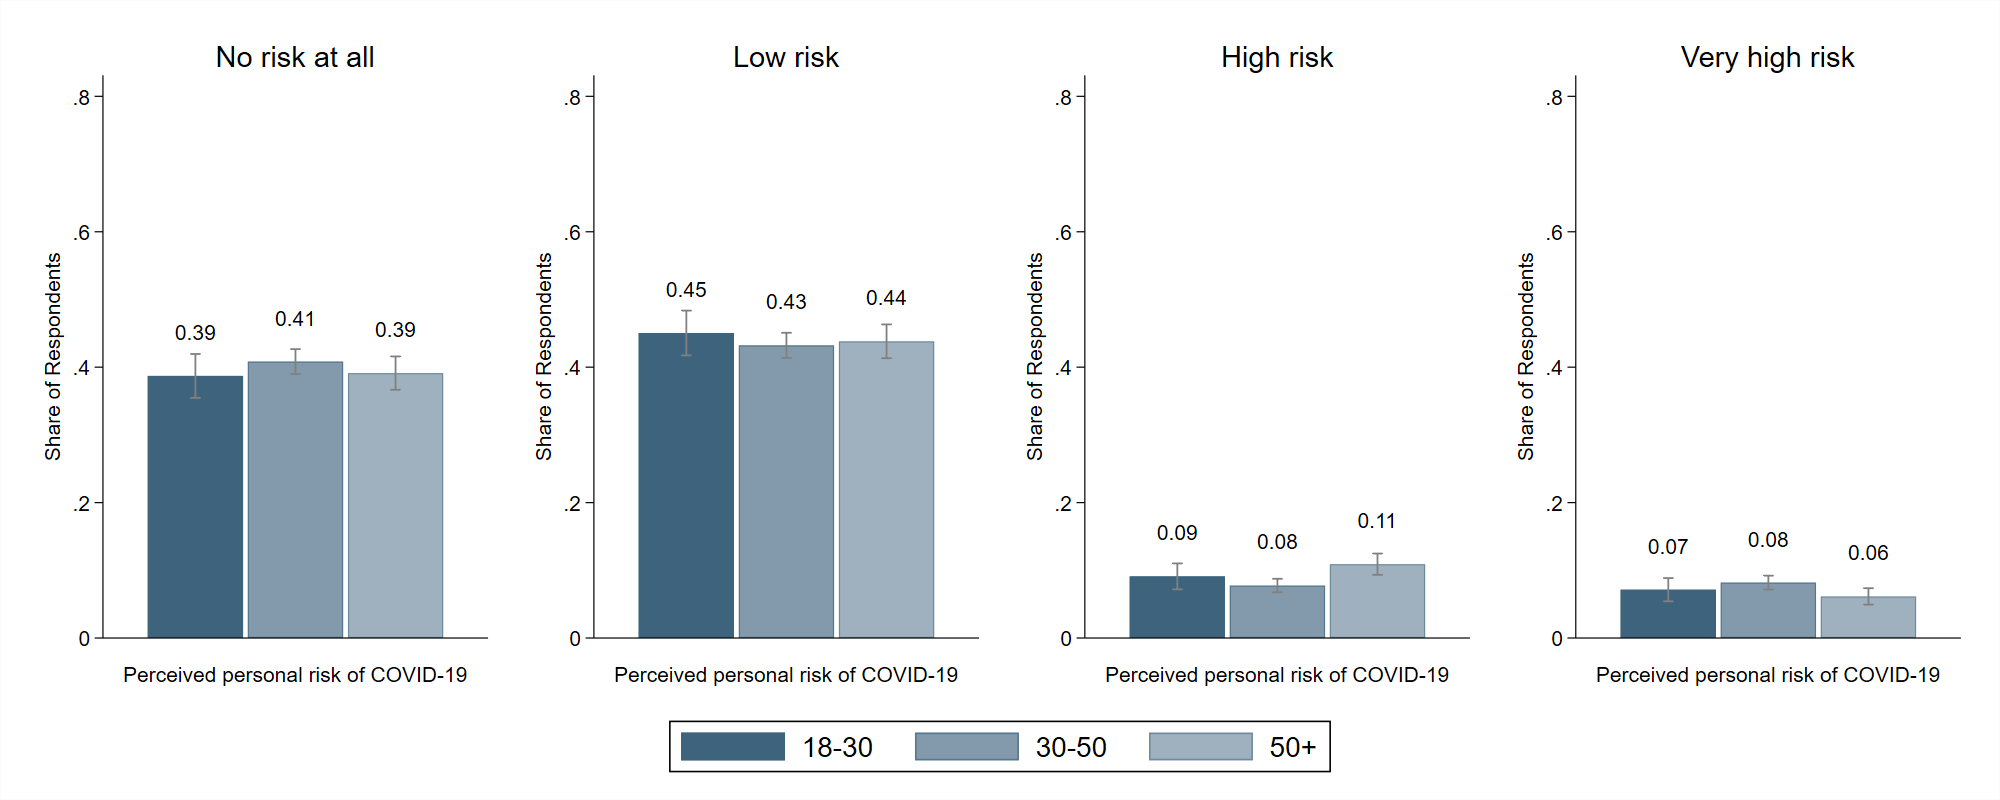 No risk at all
Share of Respondents
.8
.6
.4
.2
0
0.39
0.41
0.39
Perceived personal risk of COVID-19
Low risk
Share of Respondents
.8
.6
.4
.2
0
0.45
0.43
0.44
Perceived personal risk of COVID-19
High risk
Share of Respondents
.8
.6
.4
.2
0
0.09
0.08
0.11
Perceived personal risk of COVID-19
Very high risk
Share of Respondents
.8
.6
.4
.2
0
0.07
0.08
0.06
Perceived personal risk of COVID-19
18-30
30-50
50+